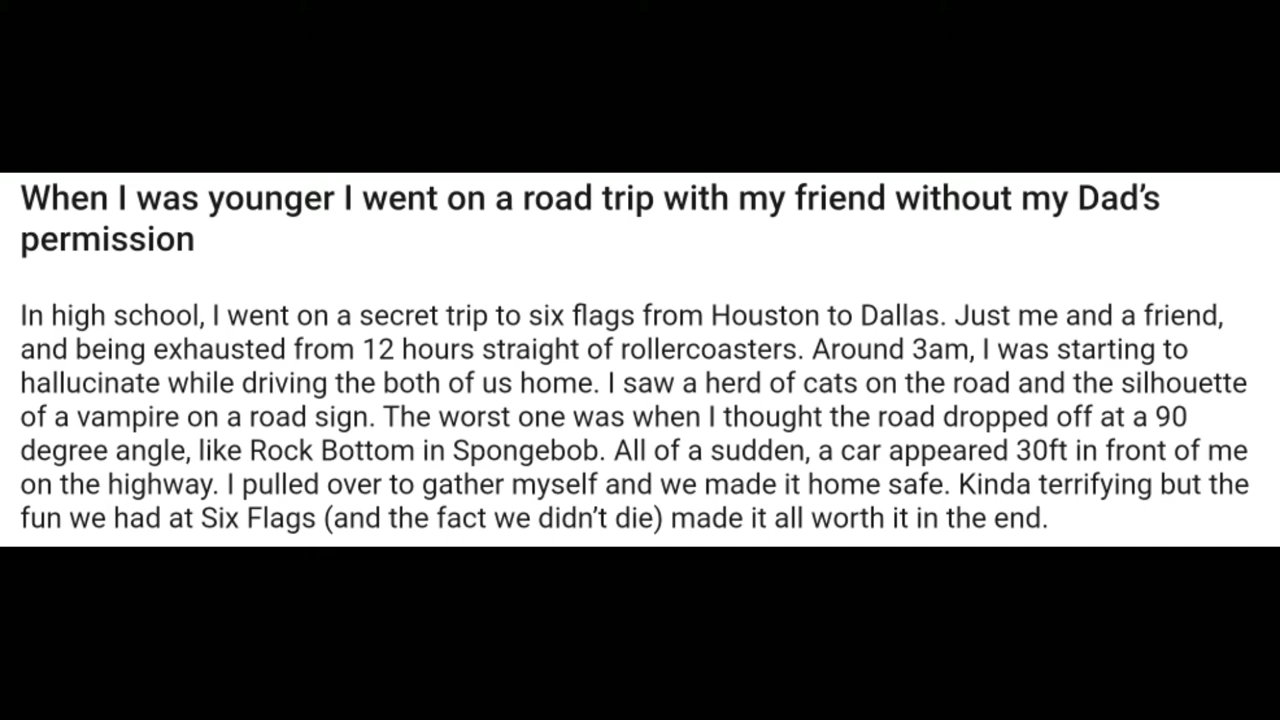 When I was younger I went on a road trip with my friend without my Dad’s
permission
In high school, I went on a secret trip to six flags from Houston to Dallas. Just me and a friend,
and being exhausted from 12 hours straight of rollercoasters. Around 3am, I was starting to
hallucinate while driving the both of us home. I saw a herd of cats on the road and the silhouette
of a vampire on a road sign. The worst one was when I thought the road dropped off at a 90
degree angle, like Rock Bottom in Spongebob. All of a sudden, a car appeared 30ft in front of me
on the highway. I pulled over to gather myself and we made it home safe. Kinda terrifying but the
fun we had at Six Flags (and the fact we didn’t die) made it all worth it in the end.